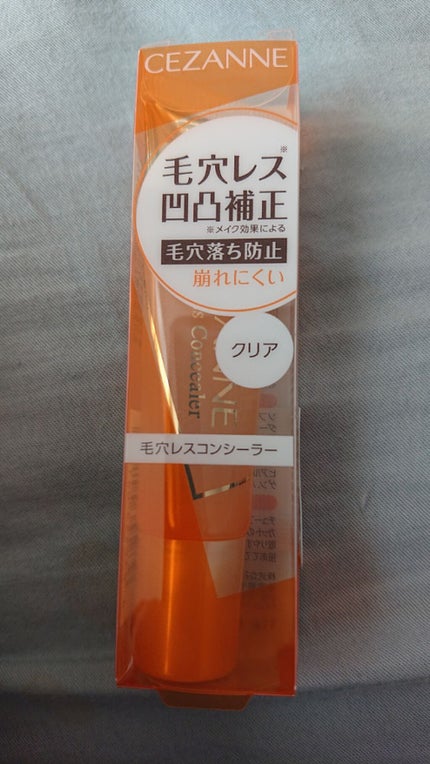 CEZANNE
毛穴レス※
凹凸補正
※メイク効果による
毛穴落ち防止
崩れにくい
クリア
Concealer
毛穴レスコンシーラー